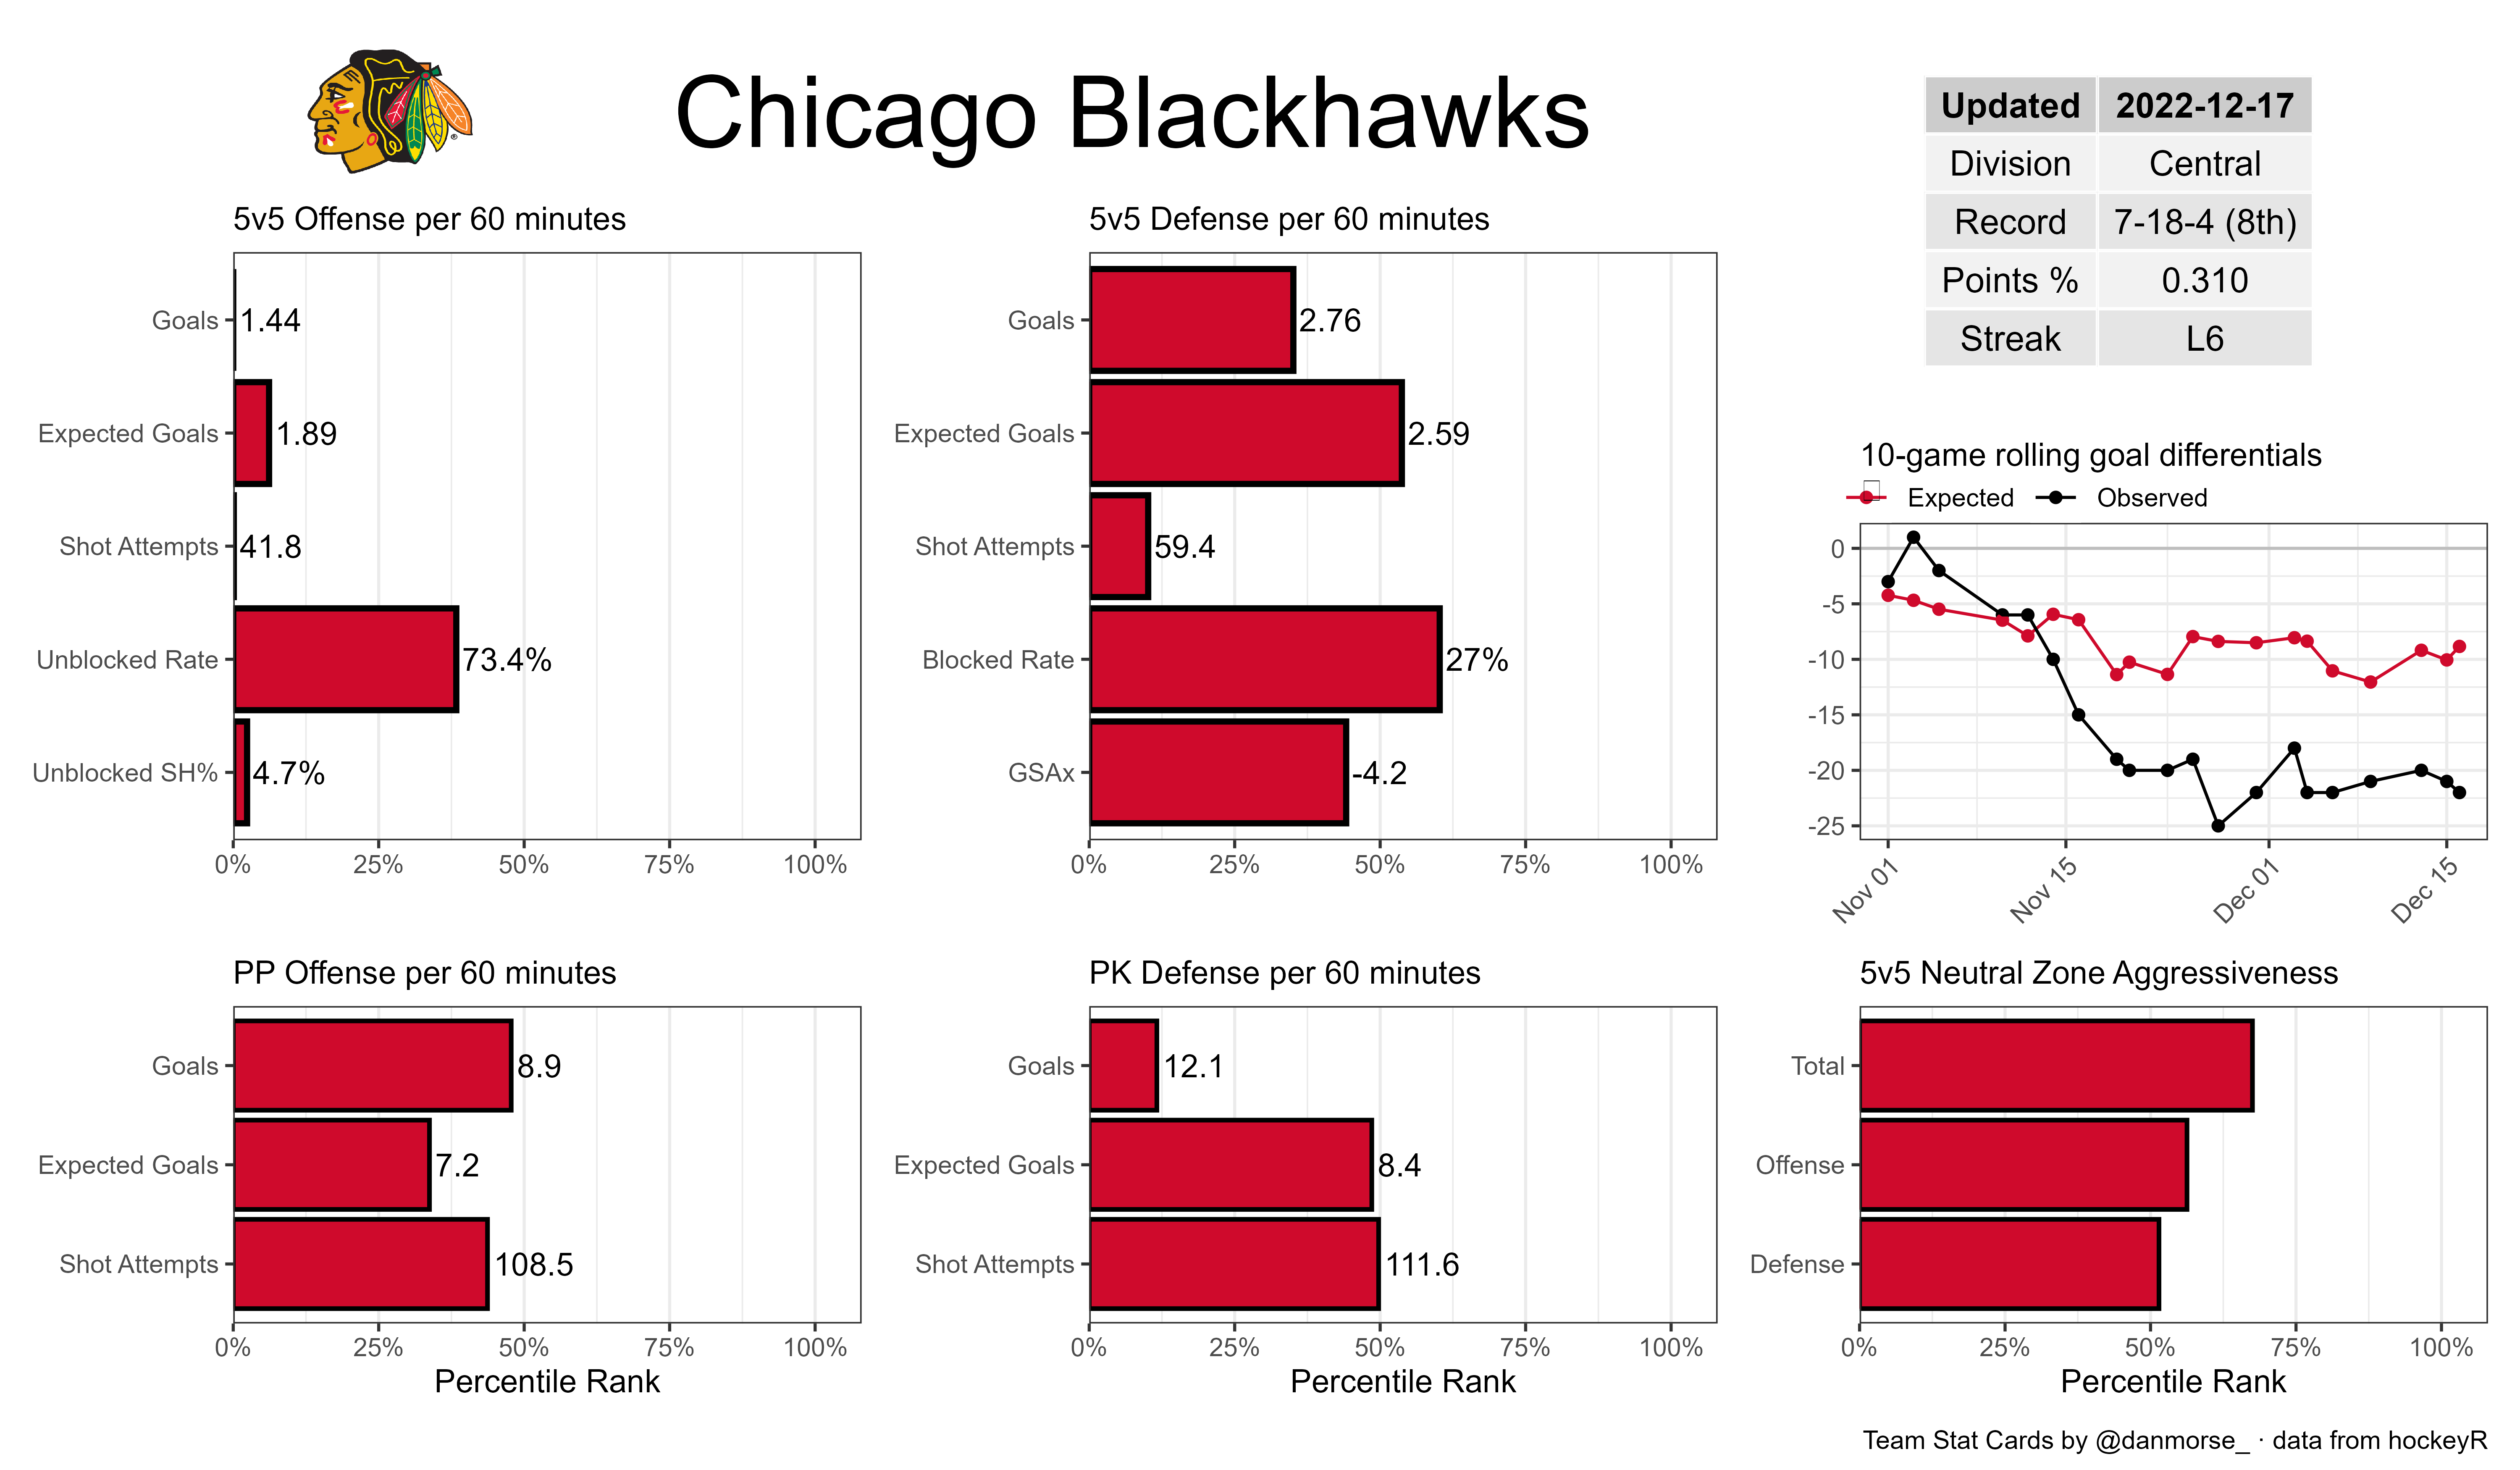 Chicago Blackhawks
Updated 2022-12-17
Division Central
Record 7-18-4 (8th)
Points % 0.310
Streak L6
5v5 Offense per 60 minutes
Goals 1.44
Expected Goals 1.89
Shot Attempts 41.8
Unblocked Rate 73.4%
Unblocked SH% 4.7%
0% 25% 50% 75% 100%
5v5 Defense per 60 minutes
Goals 2.76
Expected Goals 2.59
Shot Attempts 59.4
Blocked Rate 27%
GSAx -4.2
0% 25% 50% 75% 100%
10-game rolling goal differentials
Expected Observed
0
-5
-10
-15
-20
-25
Nov 01 Nov 15 Dec 01 Dec 15
PP Offense per 60 minutes
Goals 8.9
Expected Goals 7.2
Shot Attempts 108.5
0% 25% 50% 75% 100%
Percentile Rank
PK Defense per 60 minutes
Goals 12.1
Expected Goals 8.4
Shot Attempts 111.6
0% 25% 50% 75% 100%
Percentile Rank
5v5 Neutral Zone Aggressiveness
Total
Offense
Defense
0% 25% 50% 75% 100%
Percentile Rank
Team Stat Cards by @danmorse_ · data from hockeyR